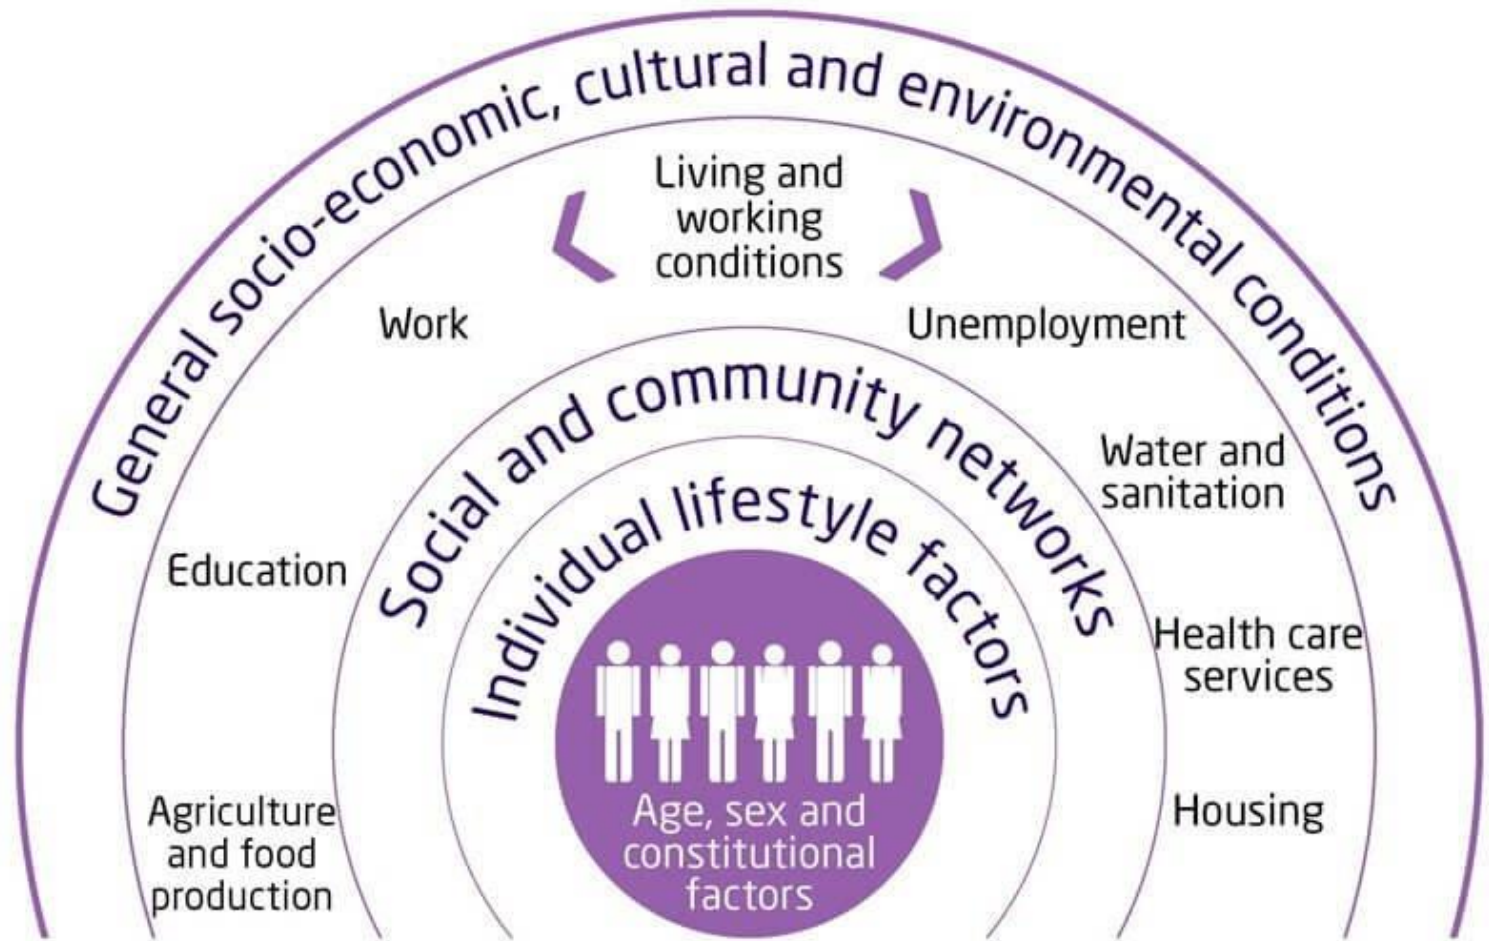 General socio-economic, cultural and environmental conditions
Living and
working
conditions
Work
Unemployment
Social and community networks
Water and
sanitation
Individual lifestyle factors
Education
Health care
services
Agriculture
and food
production
Housing
Age, sex and
constitutional
factors